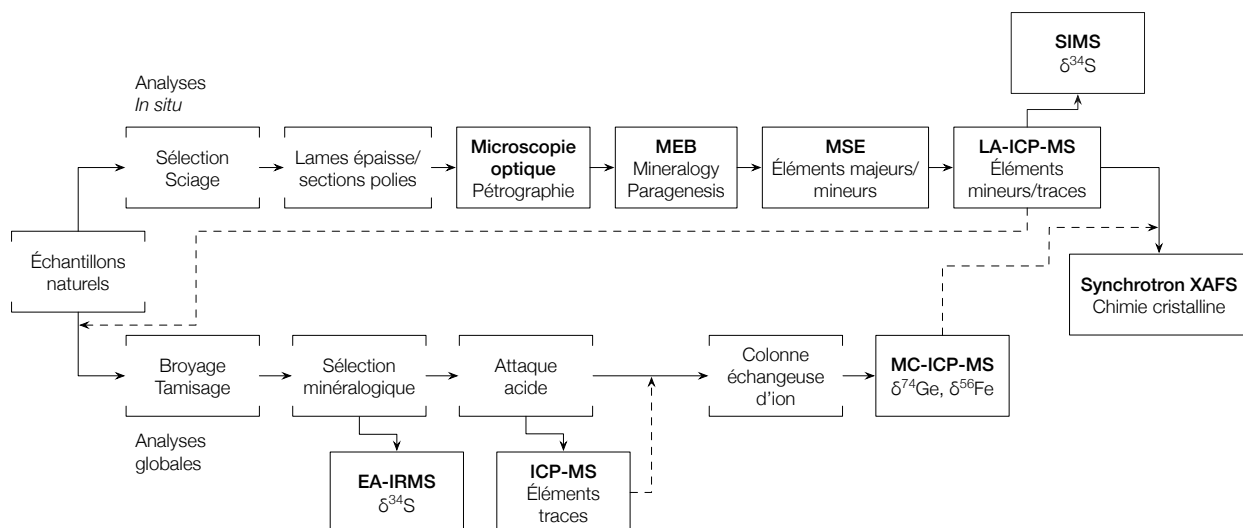 SIMS
δ³⁴S
Analyses
In situ
Sélection
Sciage
Lames épaisse/
sections polies
Microscopie
optique
Pétrographie
MEB
Mineralogy
Paragenesis
MSE
Éléments majeurs/
mineurs
LA-ICP-MS
Éléments
mineurs/traces
Échantillons
naturels
Synchrotron XAFS
Chimie cristalline
Broyage
Tamisage
Sélection
minéralogique
Attaque
acide
Colonne
échangeuse
d'ion
MC-ICP-MS
δ⁷⁴Ge, δ⁵⁶Fe
Analyses
globales
EA-IRMS
δ³⁴S
ICP-MS
Éléments
traces